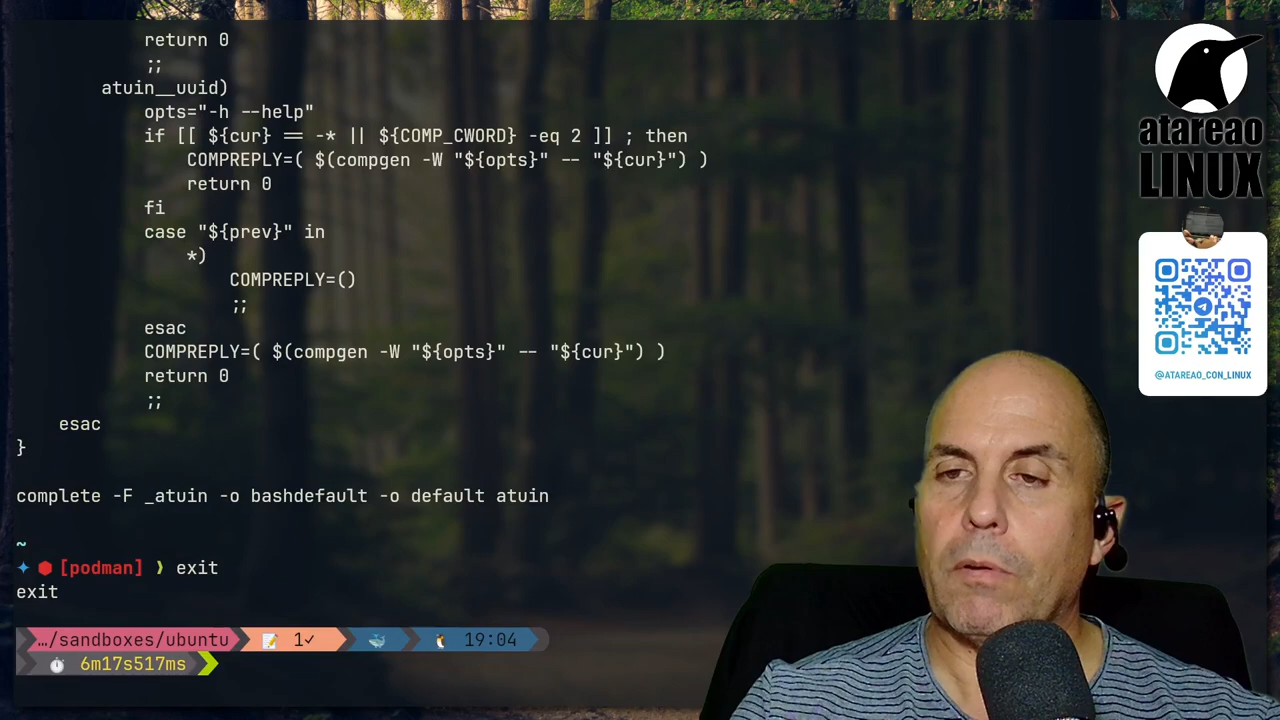 return 0
;;
atuin__uuid)
opts="-h --help"
if [[ ${cur} == -* || ${COMP_CWORD} -eq 2 ]] ; then
COMPREPLY=( $(compgen -W "${opts}" -- "${cur}") )
return 0
fi
case "${prev}" in
*)
COMPREPLY=()
;;
esac
COMPREPLY=( $(compgen -W "${opts}" -- "${cur}") )
return 0
;;
esac
}
complete -F _atuin -o bashdefault -o default atuin
~
[podman] ❯ exit
exit
…/sandboxes/ubuntu 1✓ 19:04
6m17s517ms
atareao
LINUX
@ATAREAO_CON_LINUX